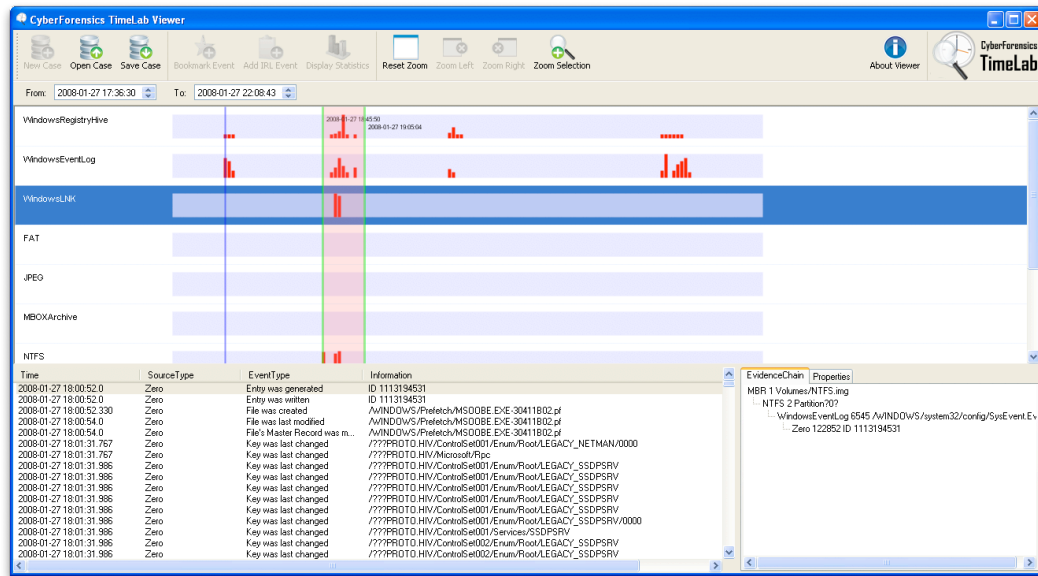 CyberForensics TimeLab Viewer
New Case Open Case Save Case Bookmark Event Add IRL Event Display Statistics Reset Zoom Zoom Left Zoom Right Zoom Selection About Viewer
CyberForensics
TimeLab
From: 2008-01-27 17:36:30 To: 2008-01-27 22:08:43
WindowsRegistryHive
2008-01-27 18:45:50
2008-01-27 19:05:04
WindowsEventLog
WindowsLNK
FAT
JPEG
MBOXArchive
NTFS
Time SourceType EventType Information
2008-01-27 18:00:52.0 Zero Entry was generated ID 1113194531
2008-01-27 18:00:52.0 Zero Entry was written ID 1113194531
2008-01-27 18:00:52.330 Zero File was created /WINDOWS/Prefetch/MSOOBE.EXE-30411B02.pf
2008-01-27 18:00:54.0 Zero File was last modified /WINDOWS/Prefetch/MSOOBE.EXE-30411B02.pf
2008-01-27 18:00:54.0 Zero File's Master Record was m... /WINDOWS/Prefetch/MSOOBE.EXE-30411B02.pf
2008-01-27 18:01:31.767 Zero Key was last changed /???PROTO.HIV/ControlSet001/Enum/Root/LEGACY_NETMAN/0000
2008-01-27 18:01:31.767 Zero Key was last changed /???PROTO.HIV/Microsoft/Rpc
2008-01-27 18:01:31.986 Zero Key was last changed /???PROTO.HIV/ControlSet001/Enum/Root/LEGACY_SSDPSRV
2008-01-27 18:01:31.986 Zero Key was last changed /???PROTO.HIV/ControlSet001/Enum/Root/LEGACY_SSDPSRV
2008-01-27 18:01:31.986 Zero Key was last changed /???PROTO.HIV/ControlSet001/Enum/Root/LEGACY_SSDPSRV
2008-01-27 18:01:31.986 Zero Key was last changed /???PROTO.HIV/ControlSet001/Enum/Root/LEGACY_SSDPSRV
2008-01-27 18:01:31.986 Zero Key was last changed /???PROTO.HIV/ControlSet001/Enum/Root/LEGACY_SSDPSRV/0000
2008-01-27 18:01:31.986 Zero Key was last changed /???PROTO.HIV/ControlSet001/Services/SSDPSRV
2008-01-27 18:01:31.986 Zero Key was last changed /???PROTO.HIV/ControlSet002/Enum/Root/LEGACY_SSDPSRV
2008-01-27 18:01:31.986 Zero Key was last changed /???PROTO.HIV/ControlSet002/Enum/Root/LEGACY_SSDPSRV
EvidenceChain Properties
MBR 1 Volumes/NTFS.img
NTFS 2 Partition?0?
WindowsEventLog 6545 /WINDOWS/system32/config/SysEvent.Ev
Zero 122852 ID 1113194531